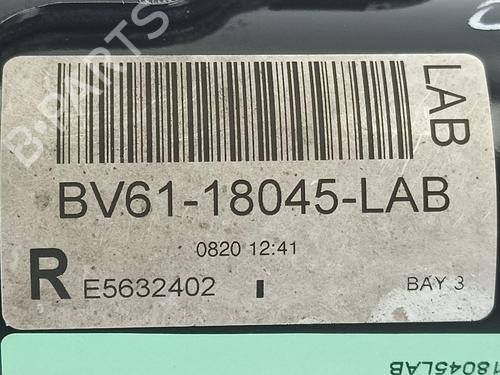 LAB
BV61-18045-LAB
0820 12:41
R E5632402 BAY 3
18045LAB
B-PARTS